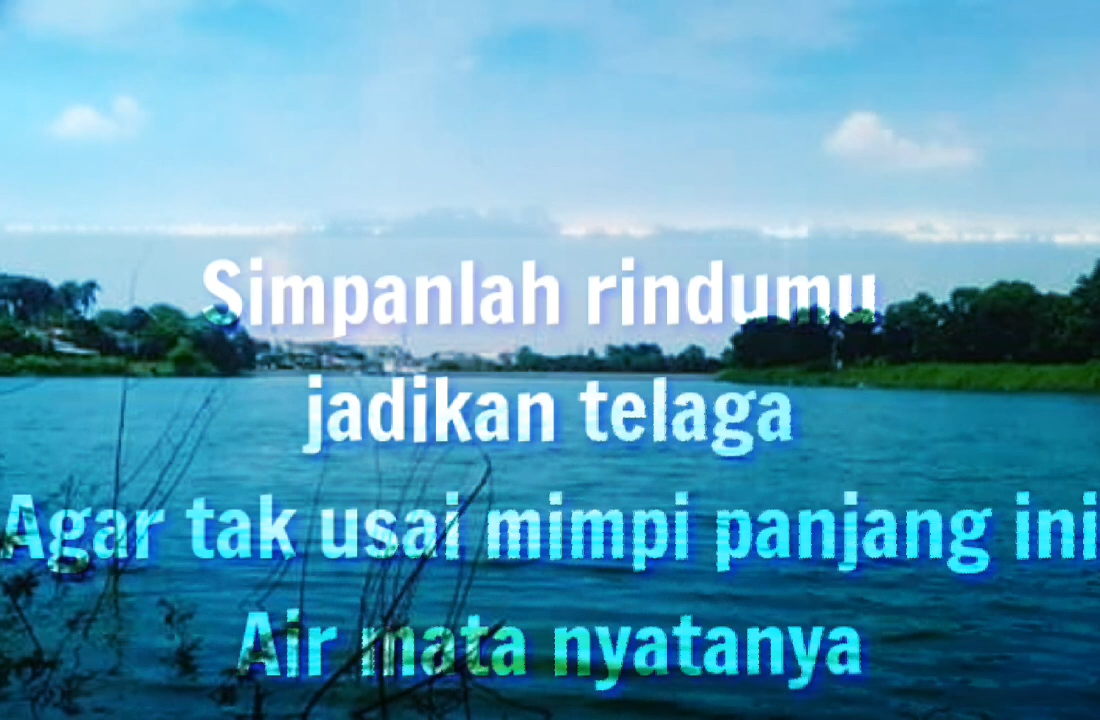 Simpanlah rindumu
jadikan telaga
Agar tak usai mimpi panjang ini
Air mata nyatanya